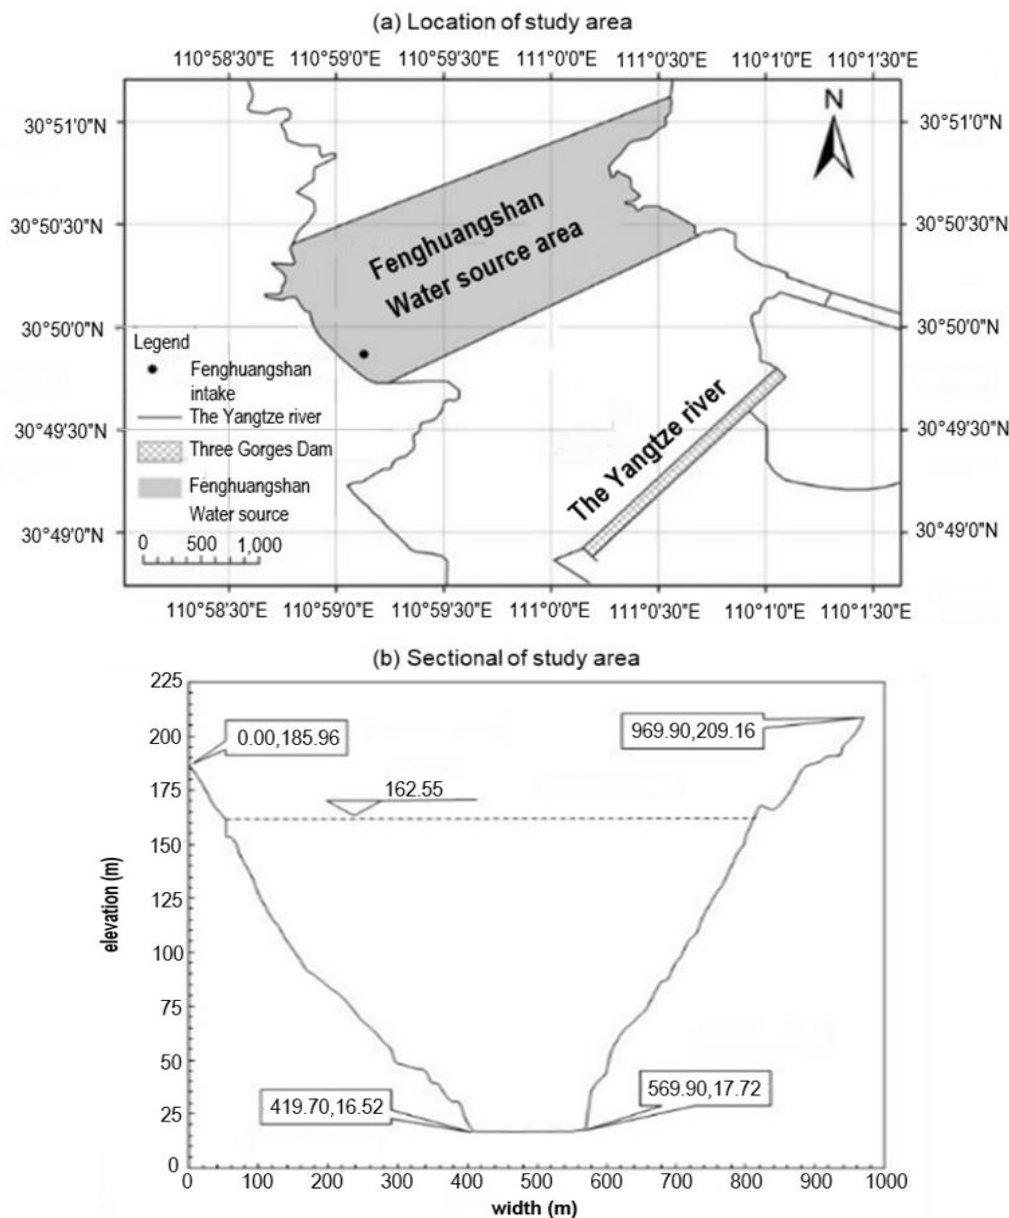 (a) Location of study area
110°58'30"E 110°59'0"E 110°59'30"E 111°0'0"E 111°0'30"E 110°1'0"E 110°1'30"E
N
30°51'0"N 30°51'0"N
30°50'30"N 30°50'30"N
Fenghuangshan
Water source area
30°50'0"N 30°50'0"N
Legend
Fenghuangshan
intake
The Yangtze river
Three Gorges Dam
Fenghuangshan
Water source
0 500 1,000
The Yangtze river
30°49'30"N 30°49'30"N
30°49'0"N 30°49'0"N
110°58'30"E 110°59'0"E 110°59'30"E 111°0'0"E 111°0'30"E 110°1'0"E 110°1'30"E
(b) Sectional of study area
225
200
175
150
125
100
75
50
25
0
elevation (m)
0.00,185.96
969.90,209.16
162.55
419.70,16.52
569.90,17.72
0 100 200 300 400 500 600 700 800 900 1000
width (m)